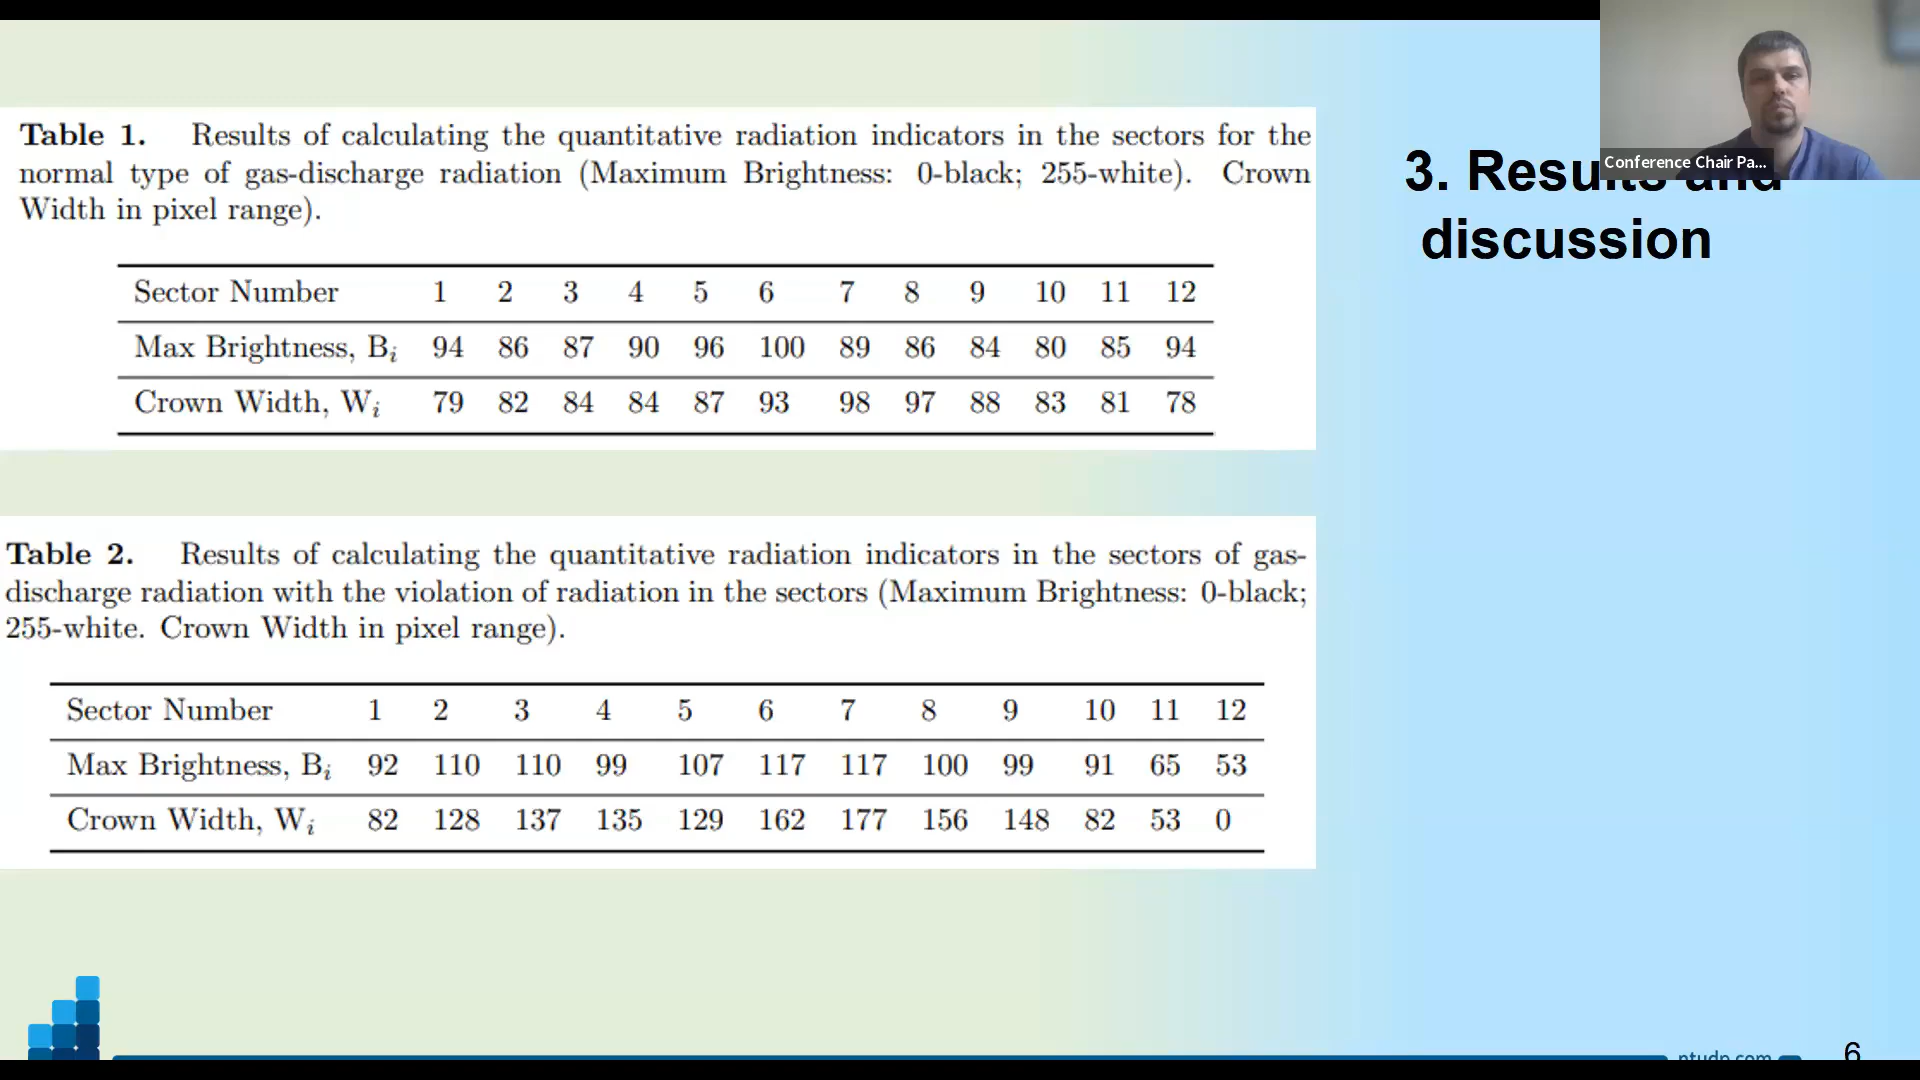 Table 1. Results of calculating the quantitative radiation indicators in the sectors for the
normal type of gas-discharge radiation (Maximum Brightness: 0-black; 255-white). Crown
Width in pixel range).
Sector Number 1 2 3 4 5 6 7 8 9 10 11 12
Max Brightness, Bi 94 86 87 90 96 100 89 86 84 80 85 94
Crown Width, Wi 79 82 84 84 87 93 98 97 88 83 81 78
Table 2. Results of calculating the quantitative radiation indicators in the sectors of gas-
discharge radiation with the violation of radiation in the sectors (Maximum Brightness: 0-black;
255-white. Crown Width in pixel range).
Sector Number 1 2 3 4 5 6 7 8 9 10 11 12
Max Brightness, Bi 92 110 110 99 107 117 117 100 99 91 65 53
Crown Width, Wi 82 128 137 135 129 162 177 156 148 82 53 0
Conference Chair Pa...
3. Results and
discussion
ntudp.com
6